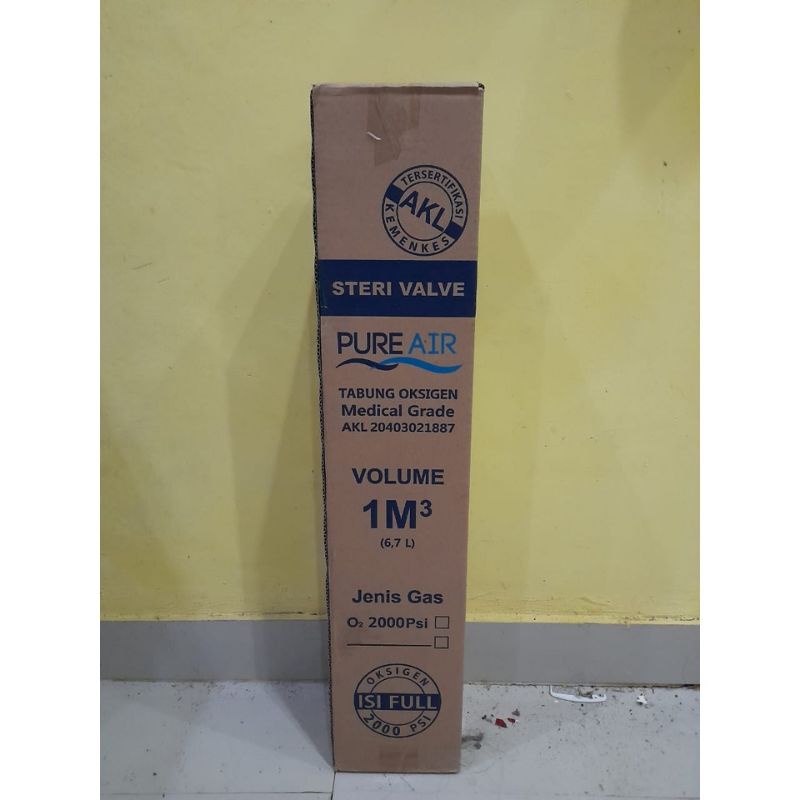 TERSERTIFIKASI
AKL
KEMENKES
STERI VALVE
PURE A·IR
TABUNG OKSIGEN
Medical Grade
AKL 20403021887
VOLUME
1M³
(6,7 L)
Jenis Gas
O₂ 2000Psi
OKSIGEN
ISI FULL
2000 PSI